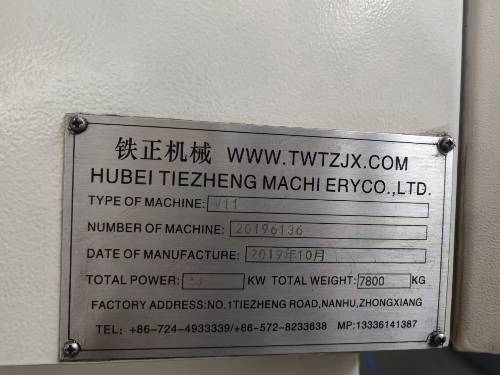 铁正机械 WWW.TWTZJX.COM
HUBEI TIEZHENG MACHI ERYCO.,LTD.
TYPE OF MACHINE: V11
NUMBER OF MACHINE: 20196136
DATE OF MANUFACTURE: 2019年10月
TOTAL POWER: KW TOTAL WEIGHT: 7800 KG
FACTORY ADDRESS:NO.1TIEZHENG ROAD,NANHU,ZHONGXIANG
TEL: +86-724-4933339/+86-572-8233638 MP:13336141387